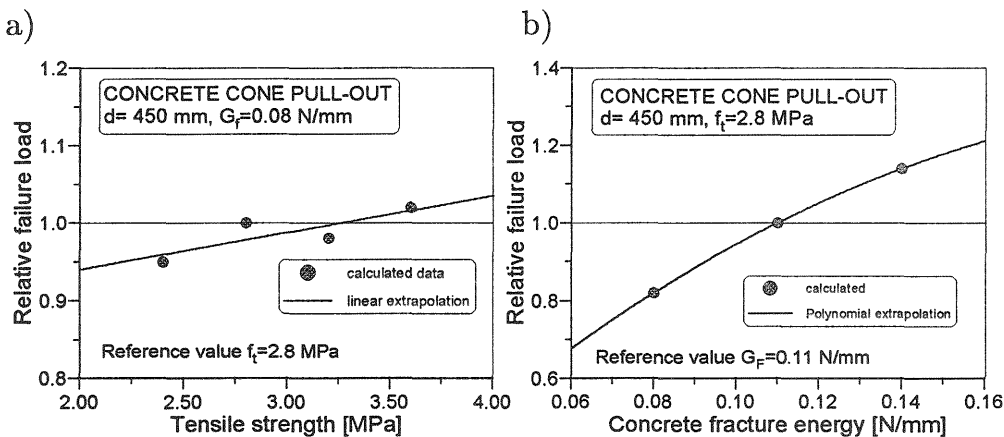 a)
1.2
1.1
1.0
0.9
0.8
Relative failure load
CONCRETE CONE PULL-OUT
d= 450 mm, Gf=0.08 N/mm
calculated data
linear extrapolation
Reference value ft=2.8 MPa
2.00 2.50 3.00 3.50 4.00
Tensile strength [MPa]
b)
1.4
1.2
1.0
0.8
0.6
Relative failure load
CONCRETE CONE PULL-OUT
d= 450 mm, ft=2.8 MPa
calculated
Polynomial extrapolation
Reference value GF=0.11 N/mm
0.06 0.08 0.10 0.12 0.14 0.16
Concrete fracture energy [N/mm]